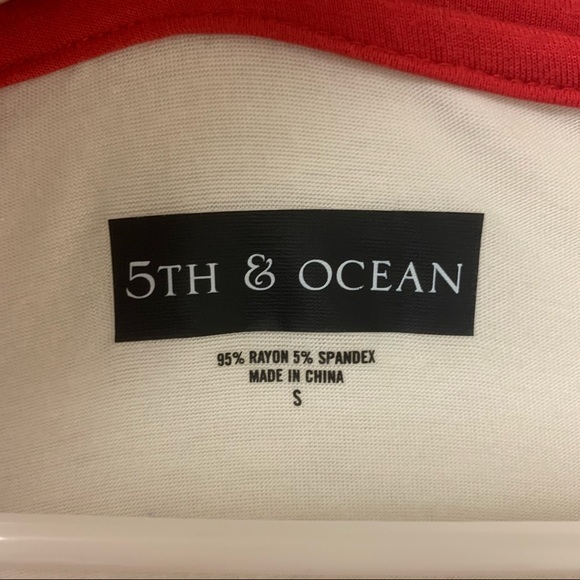 5TH & OCEAN
95% RAYON 5% SPANDEX
MADE IN CHINA
S